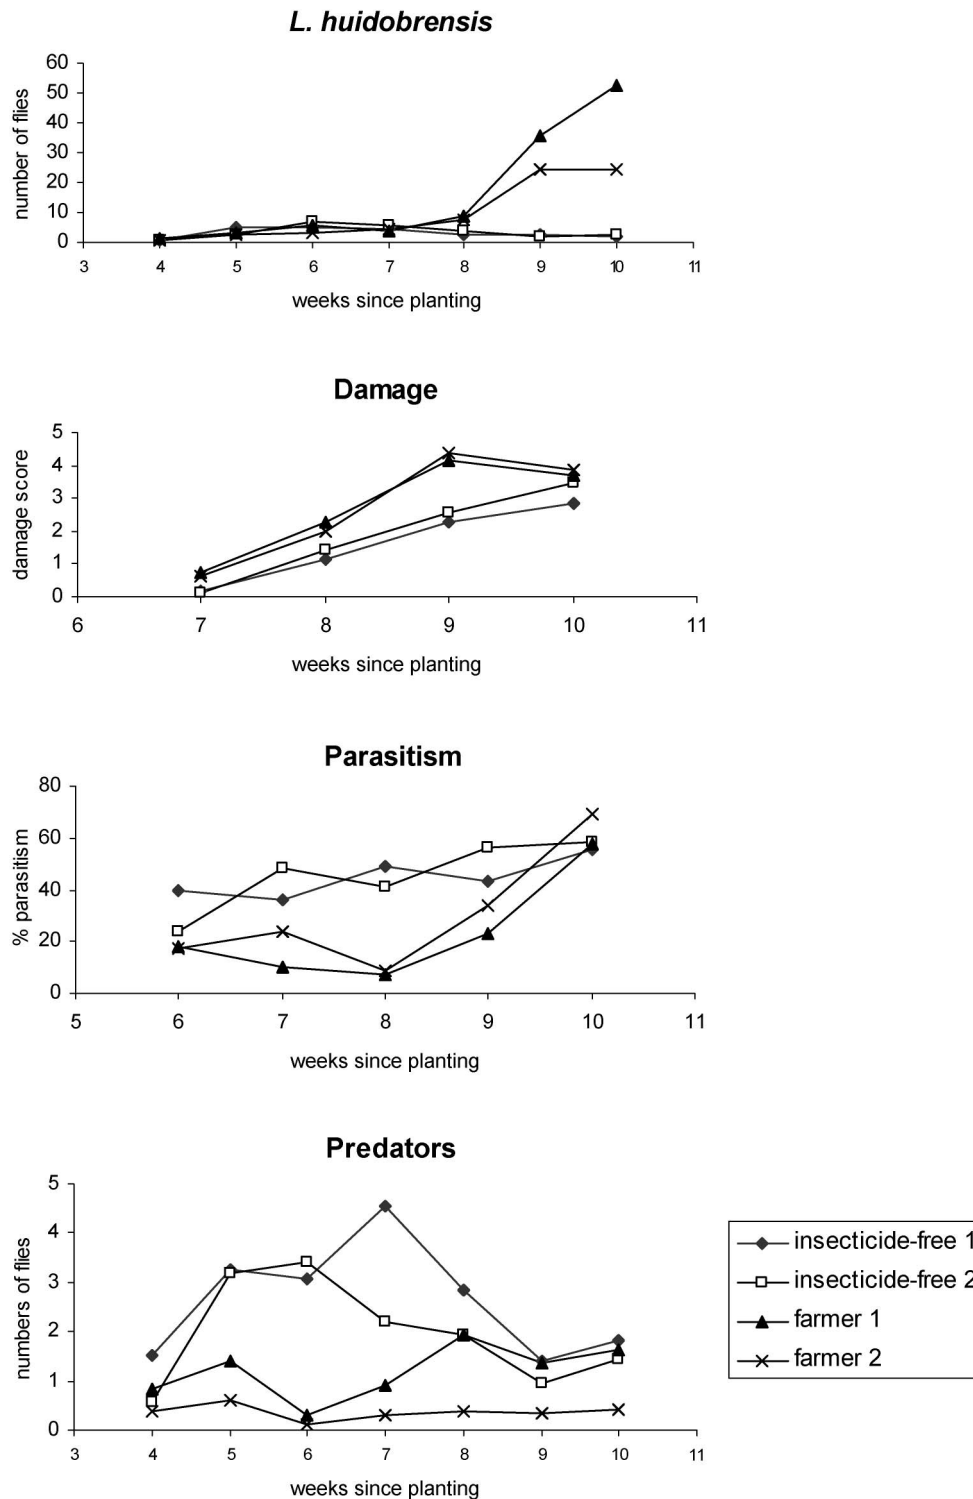 L. huidobrensis
60
50
40
30
20
10
0
number of flies
3 4 5 6 7 8 9 10 11
weeks since planting
Damage
5
4
3
2
1
0
damage score
6 7 8 9 10 11
weeks since planting
Parasitism
80
60
40
20
0
% parasitism
5 6 7 8 9 10 11
weeks since planting
Predators
5
4
3
2
1
0
numbers of flies
3 4 5 6 7 8 9 10 11
weeks since planting
insecticide-free 1
insecticide-free 2
farmer 1
farmer 2